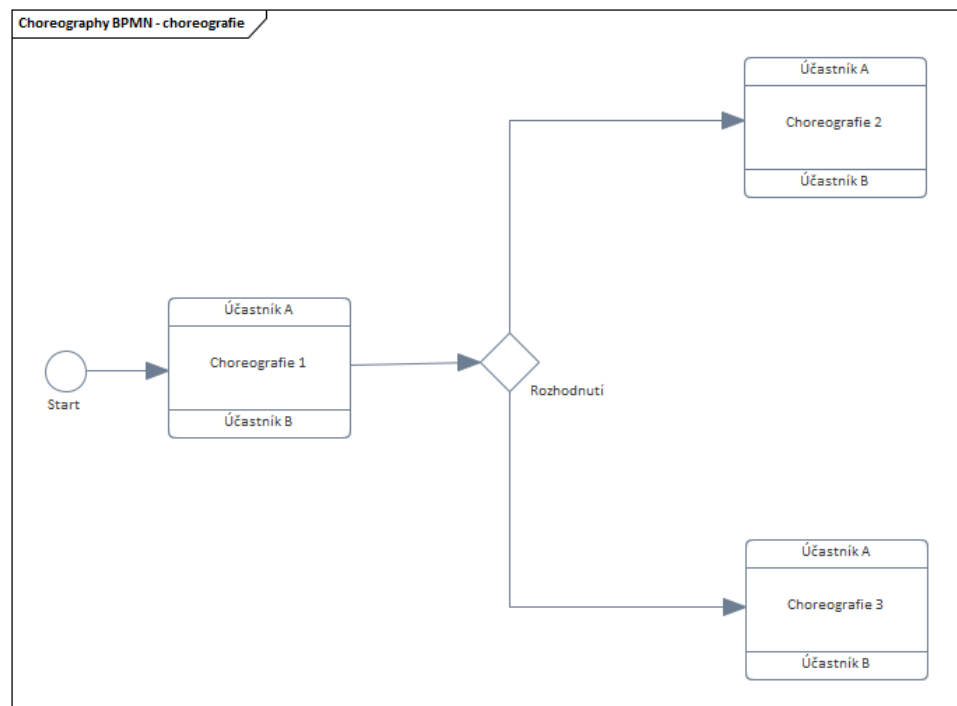 Choreography BPMN - choreografie
Účastník A
Choreografie 2
Účastník B
Účastník A
Choreografie 1
Účastník B
Start
Rozhodnutí
Účastník A
Choreografie 3
Účastník B